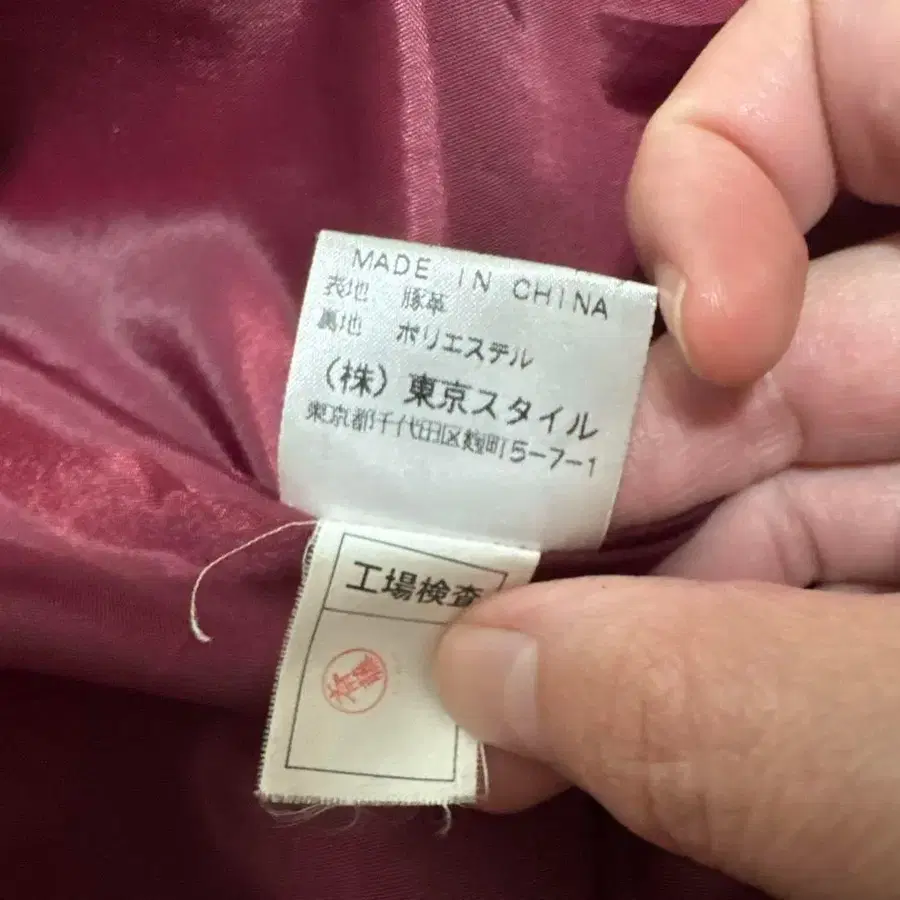 MADE IN CHINA
表地 豚革
裏地 ポリエステル
(株)東京スタイル
東京都千代田区麹町5-7-1
工場検査